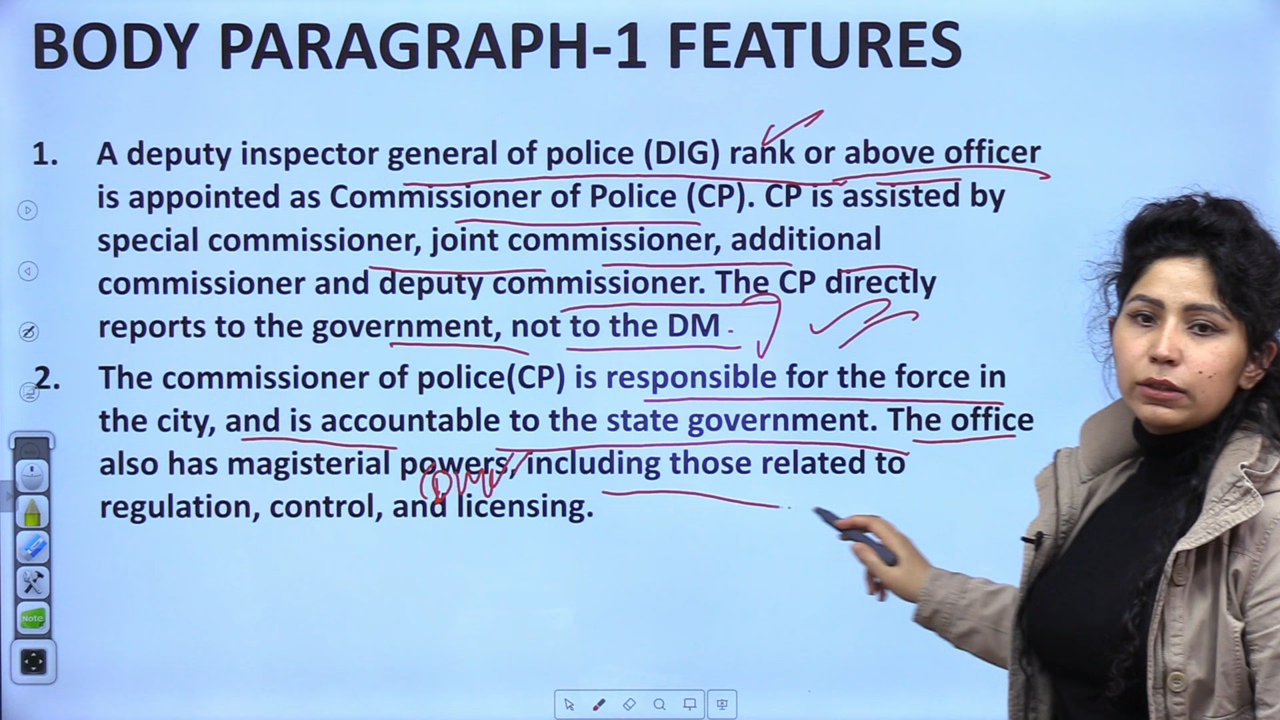 BODY PARAGRAPH-1 FEATURES
1. A deputy inspector general of police (DIG) rank or above officer
is appointed as Commissioner of Police (CP). CP is assisted by
special commissioner, joint commissioner, additional
commissioner and deputy commissioner. The CP directly
reports to the government, not to the DM
2. The commissioner of police(CP) is responsible for the force in
the city, and is accountable to the state government. The office
also has magisterial powers, including those related to
regulation, control, and licensing.
DM
Note